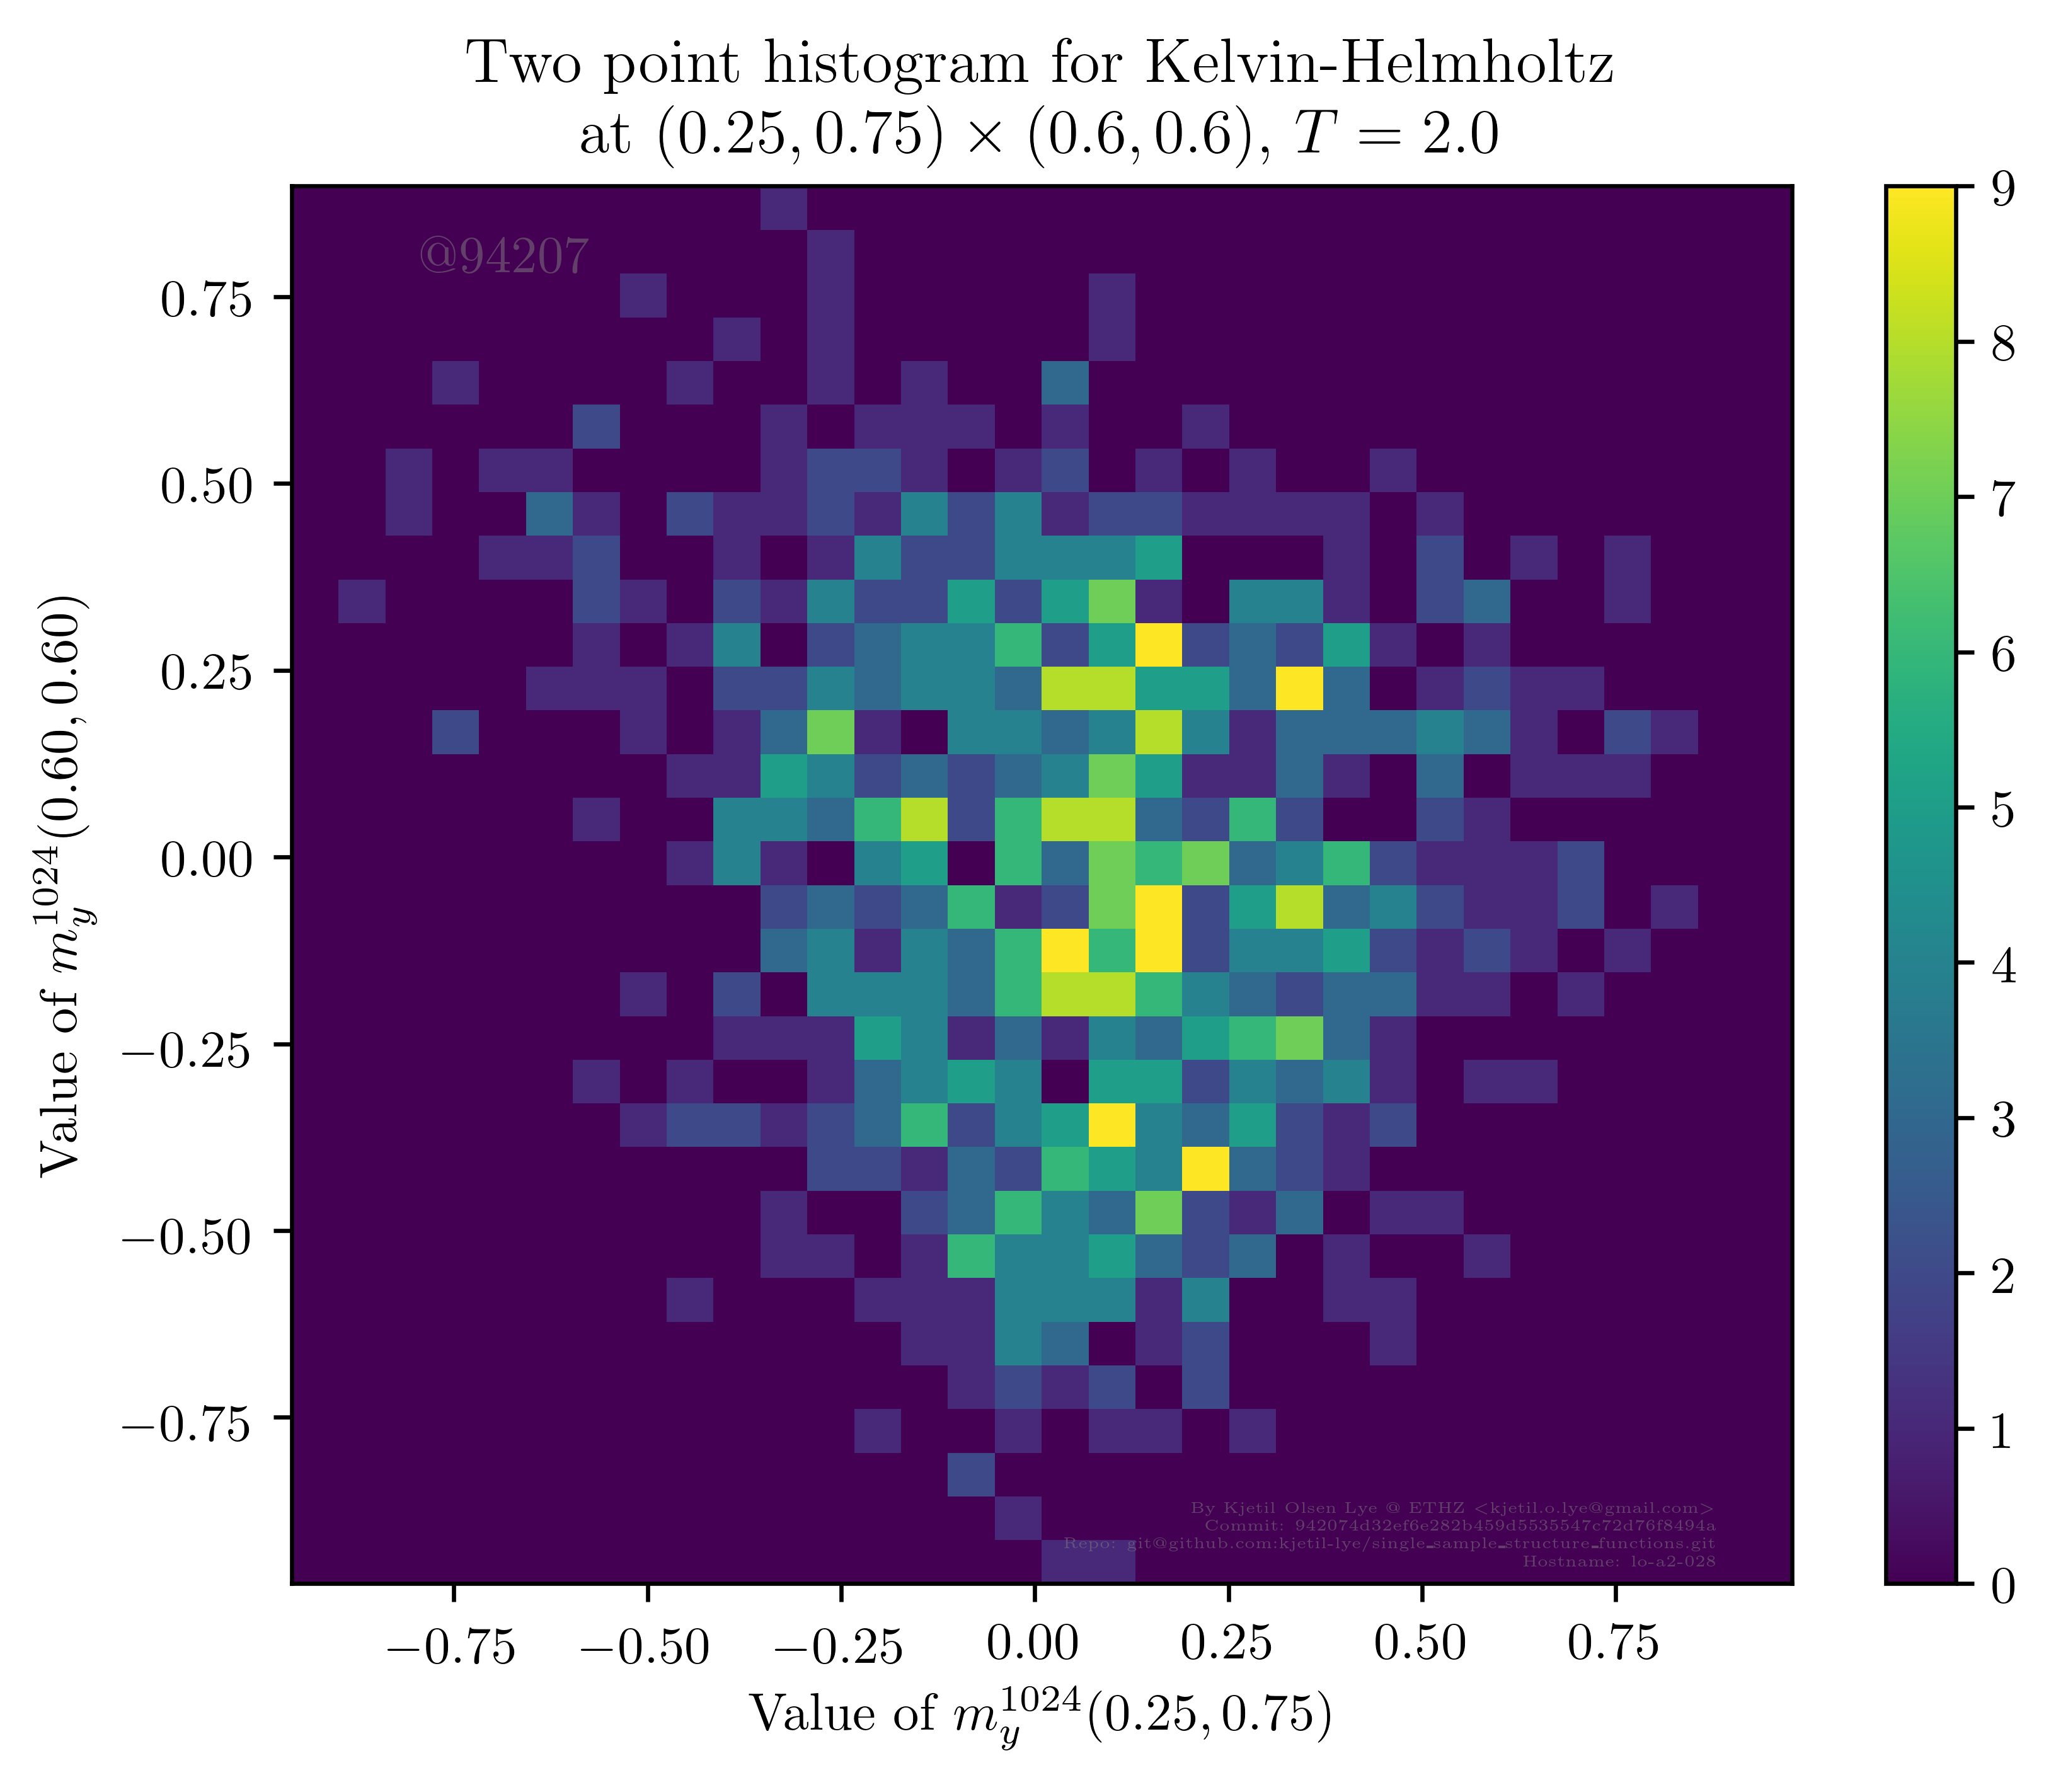 Two point histogram for Kelvin-Helmholtz
at (0.25, 0.75) × (0.6, 0.6), T = 2.0
@94207
0.75
0.50
0.25
0.00
−0.25
−0.50
−0.75
Value of m_y^1024(0.60, 0.60)
−0.75 −0.50 −0.25 0.00 0.25 0.50 0.75
Value of m_y^1024(0.25, 0.75)
9
8
7
6
5
4
3
2
1
0
By Kjetil Olsen Lye @ ETHZ <kjetil.o.lye@gmail.com>
Commit: 942074d32ef6e282b459d5535547c72d76f8494a
Repo: git@github.com:kjetil-lye/single_sample_structure_functions.git
Hostname: lo-a2-028